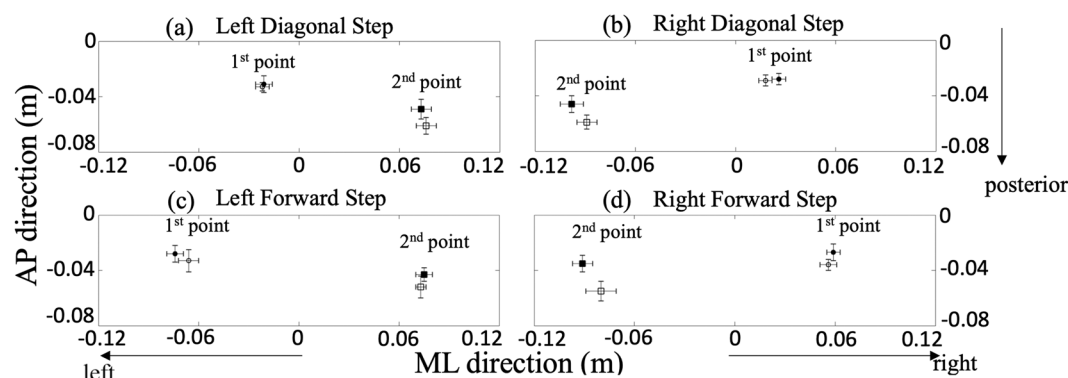 (a) Left Diagonal Step
(b) Right Diagonal Step
0
0
1st point
1st point
2nd point
2nd point
-0.04
-0.04
-0.08
-0.08
-0.12 -0.06 0 0.06 0.12
-0.12 -0.06 0 0.06 0.12
posterior
AP direction (m)
(c) Left Forward Step
(d) Right Forward Step
0
0
1st point
1st point
2nd point
2nd point
-0.04
-0.04
-0.08
-0.08
-0.12 -0.06 0 0.06 0.12
-0.12 -0.06 0 0.06 0.12
left
ML direction (m)
right